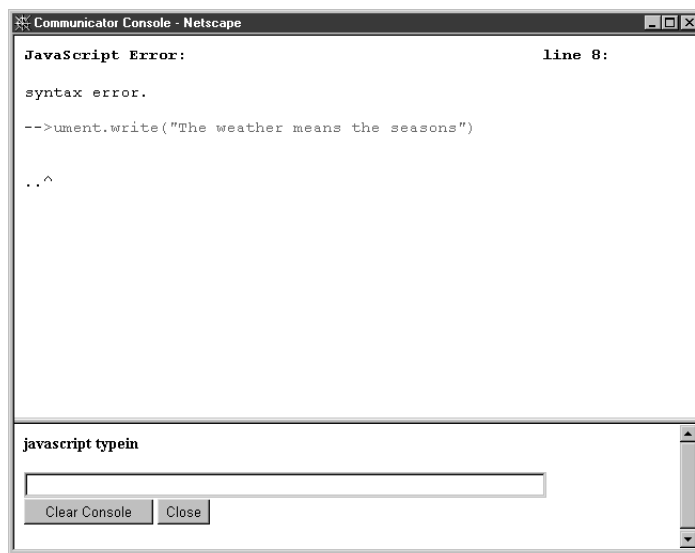 Communicator Console - Netscape
JavaScript Error: line 8:
syntax error.
-->ument.write("The weather means the seasons")
..^
javascript typein
Clear Console Close